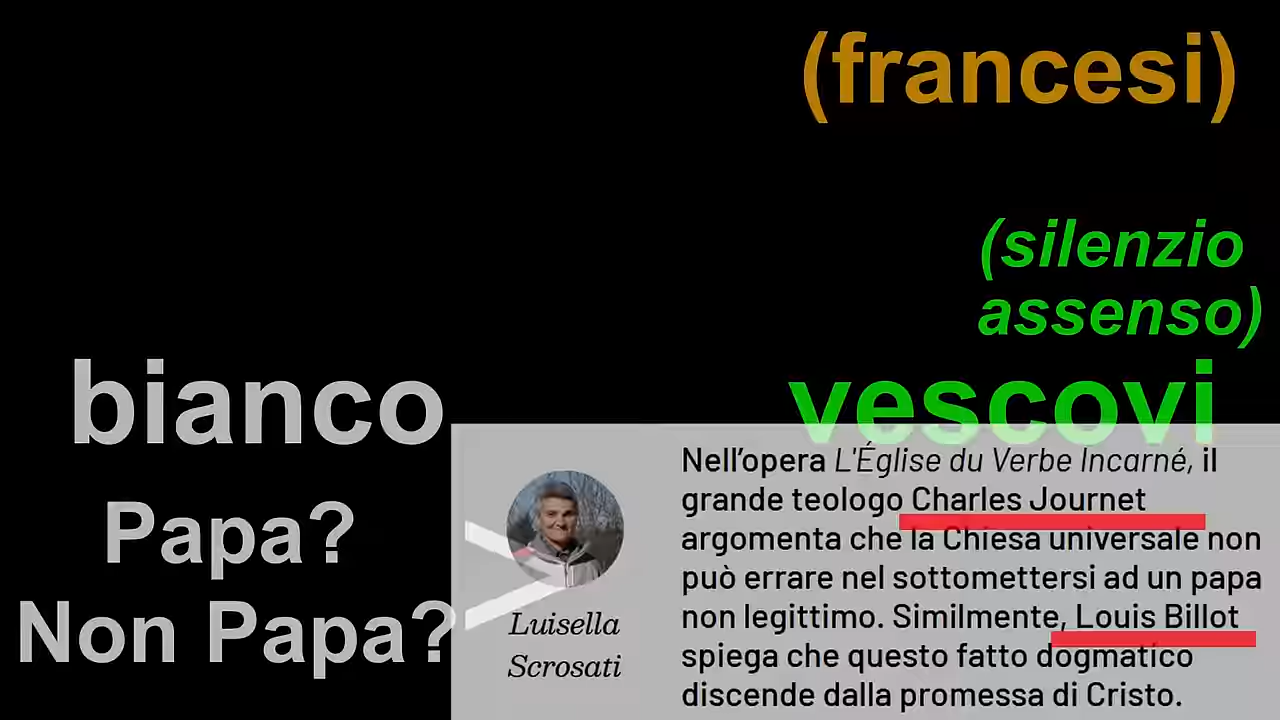 (francesi)
(silenzio
assenso)
bianco
vescovi
Papa?
Non Papa?
>
Luisella
Scrosati
Nell’opera L'Église du Verbe Incarné, il
grande teologo Charles Journet
argomenta che la Chiesa universale non
può errare nel sottomettersi ad un papa
non legittimo. Similmente, Louis Billot
spiega che questo fatto dogmatico
discende dalla promessa di Cristo.